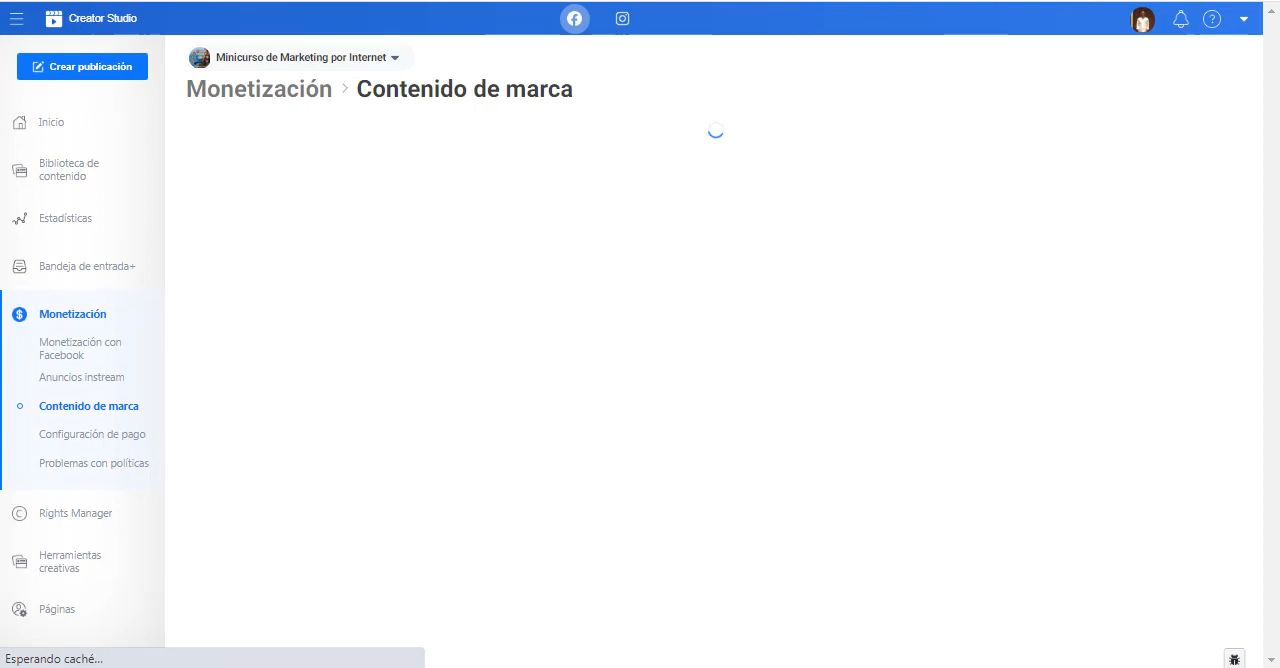 Creator Studio
Crear publicación
Minicurso de Marketing por Internet
Monetización > Contenido de marca
Inicio
Biblioteca de
contenido
Estadísticas
Bandeja de entrada+
Monetización
Monetización con
Facebook
Anuncios instream
Contenido de marca
Configuración de pago
Problemas con políticas
Rights Manager
Herramientas
creativas
Páginas
Esperando caché...